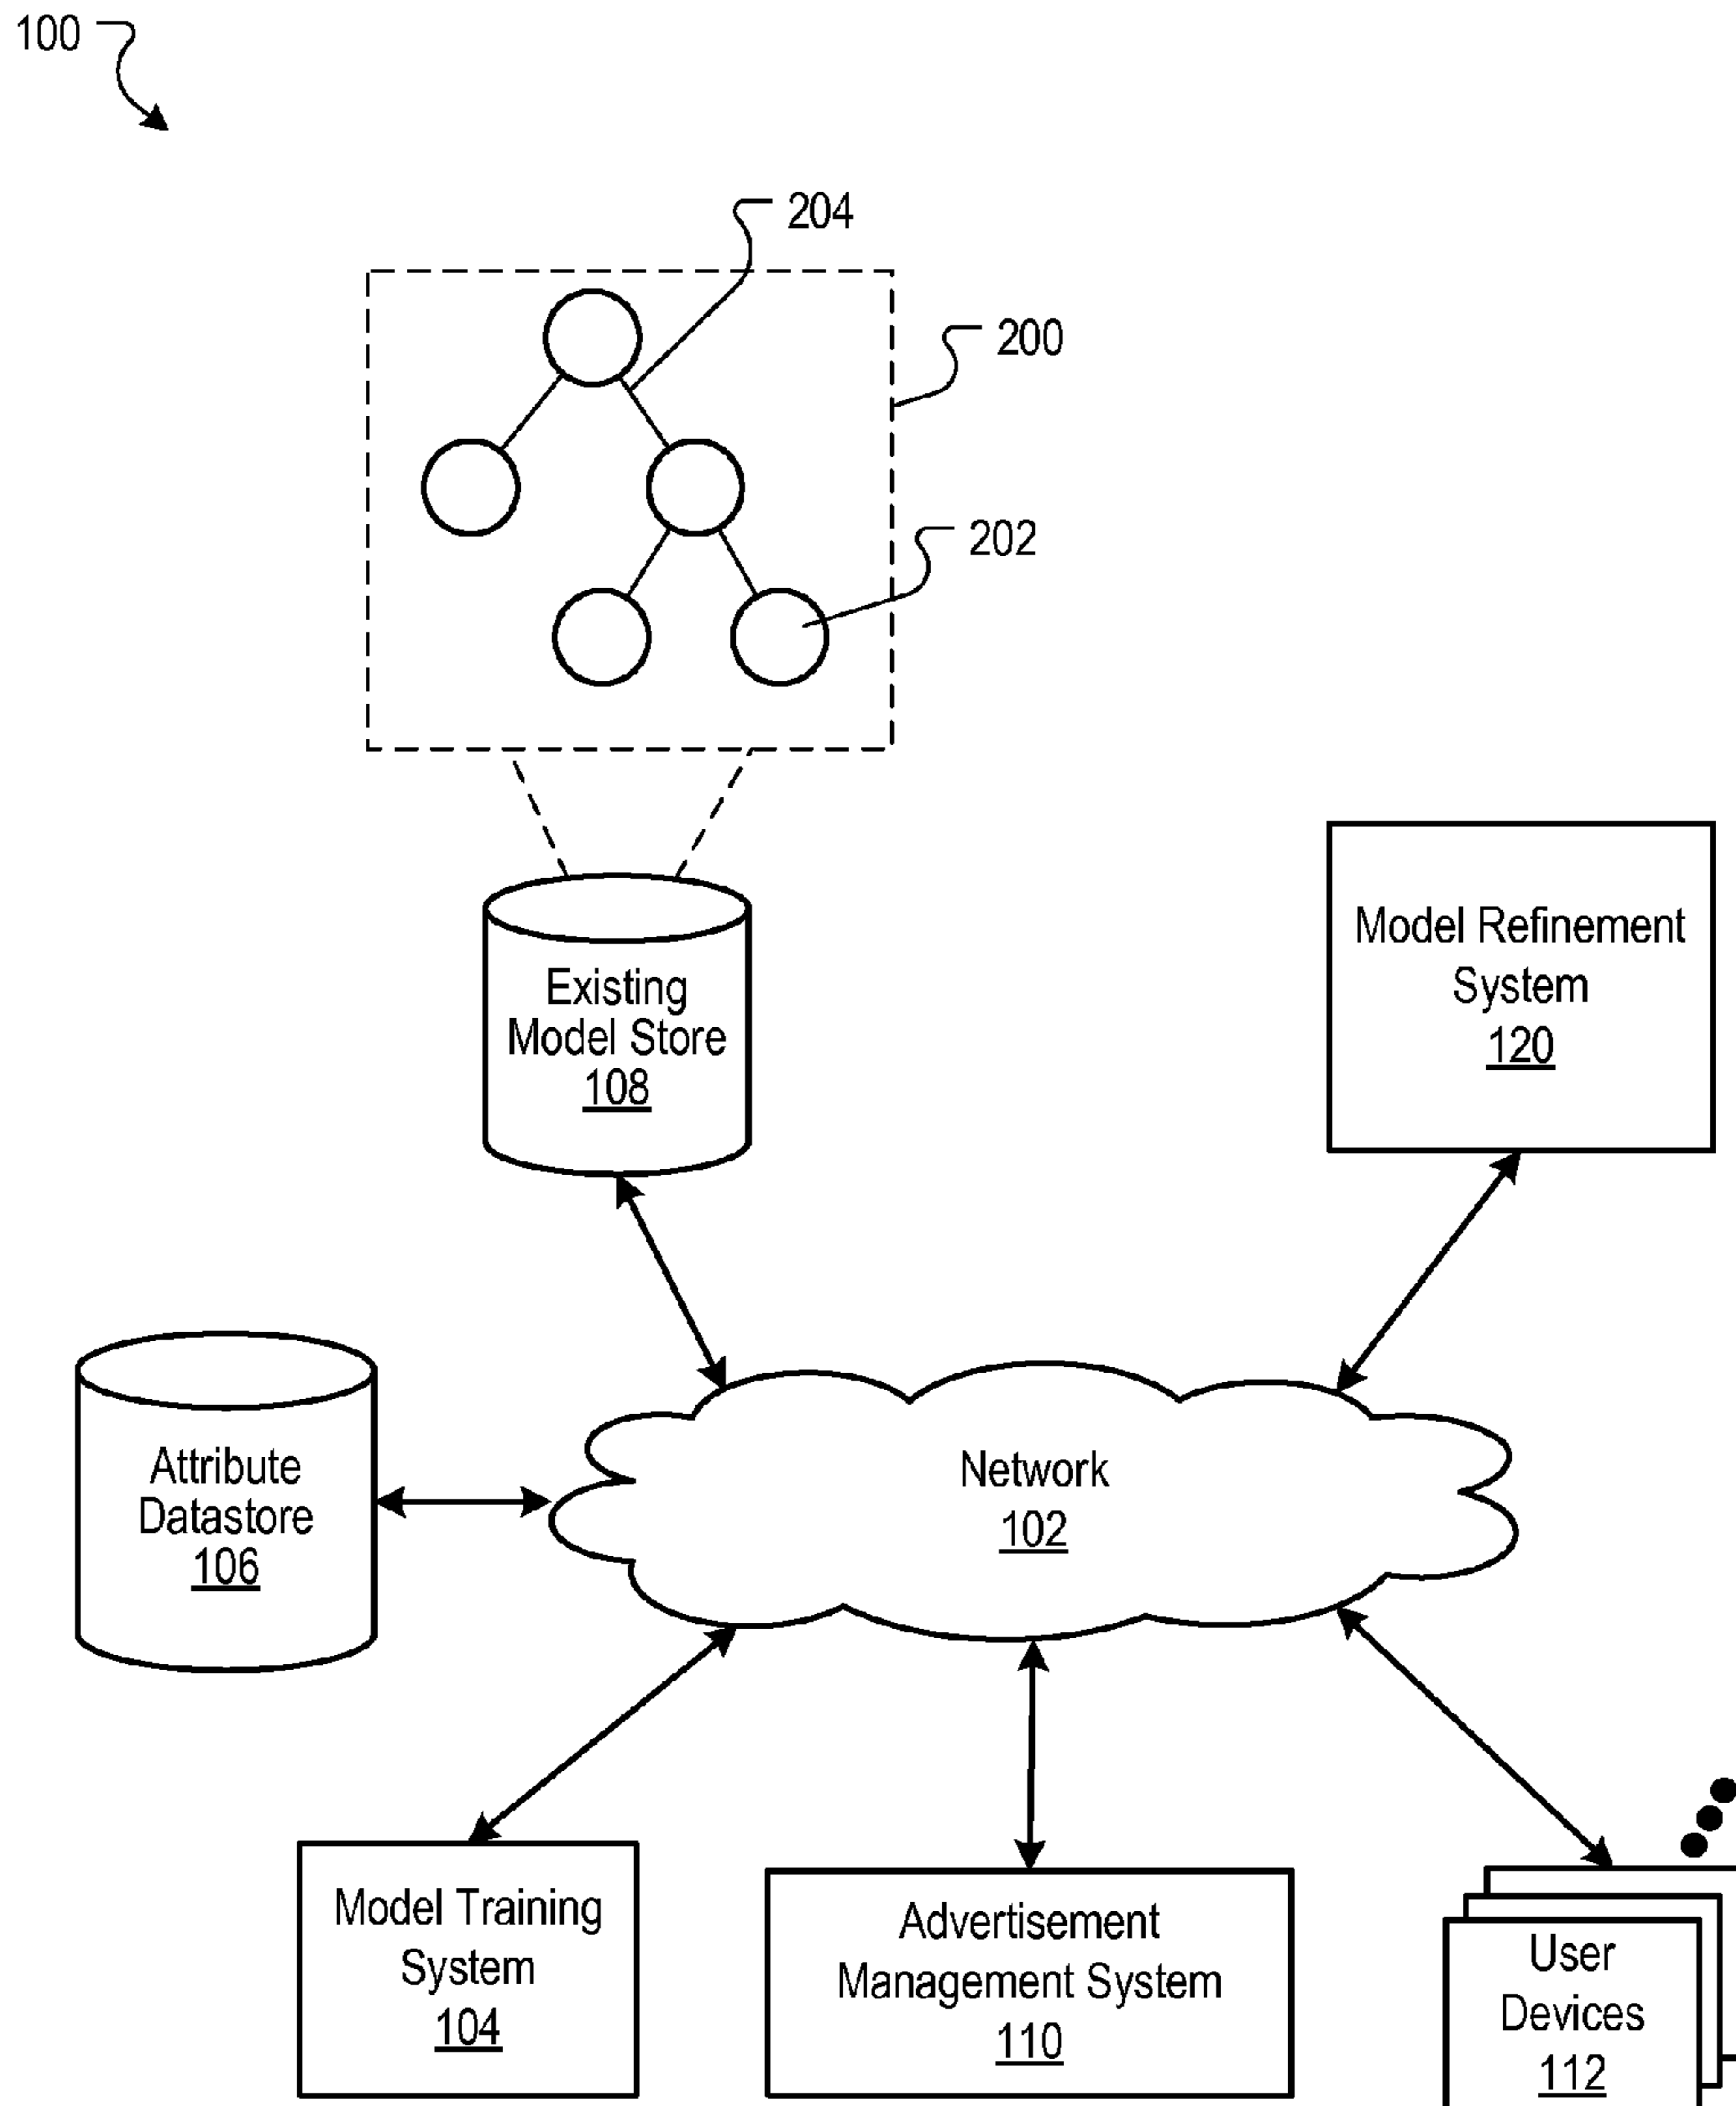 100
204
200
202
Existing
Model Store
108
Model Refinement
System
120
Attribute
Datastore
106
Network
102
Model Training
System
104
Advertisement
Management System
110
User
Devices
112